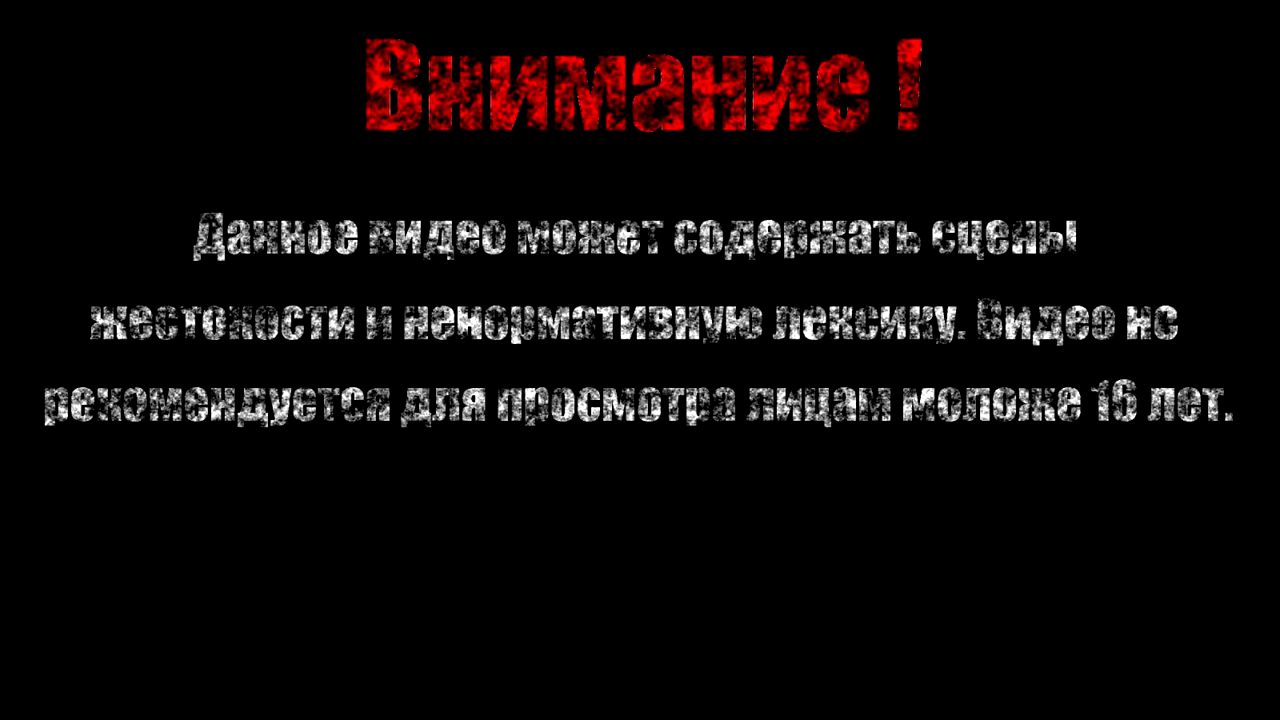 Внимание !
Данное видео может содержать сцены
жестокости и ненормативную лексику. Видео не
рекомендуется для просмотра лицам моложе 16 лет.